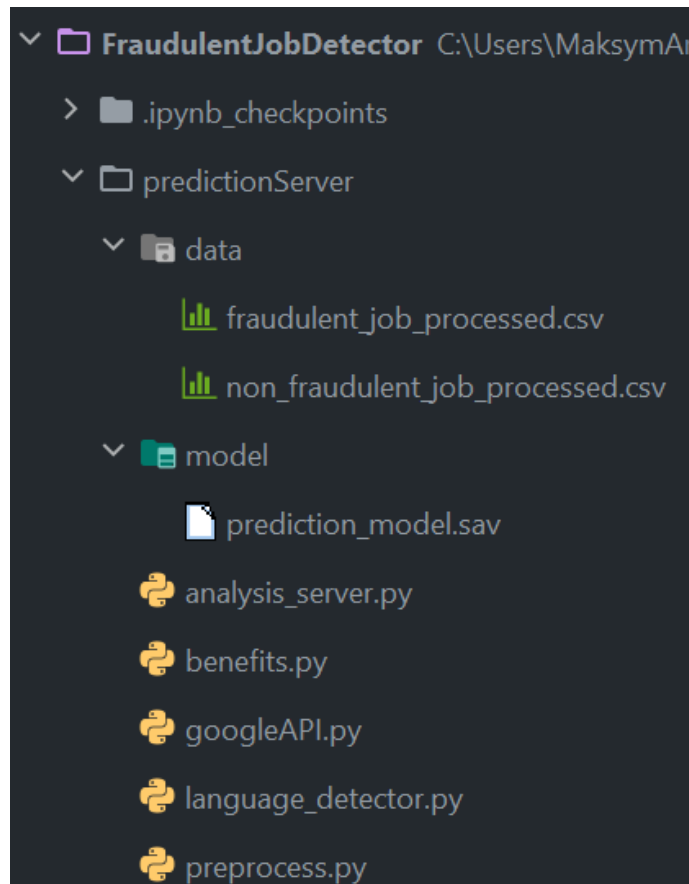 FraudulentJobDetector C:\Users\MaksymAr
.ipynb_checkpoints
predictionServer
data
fraudulent_job_processed.csv
non_fraudulent_job_processed.csv
model
prediction_model.sav
analysis_server.py
benefits.py
googleAPI.py
language_detector.py
preprocess.py